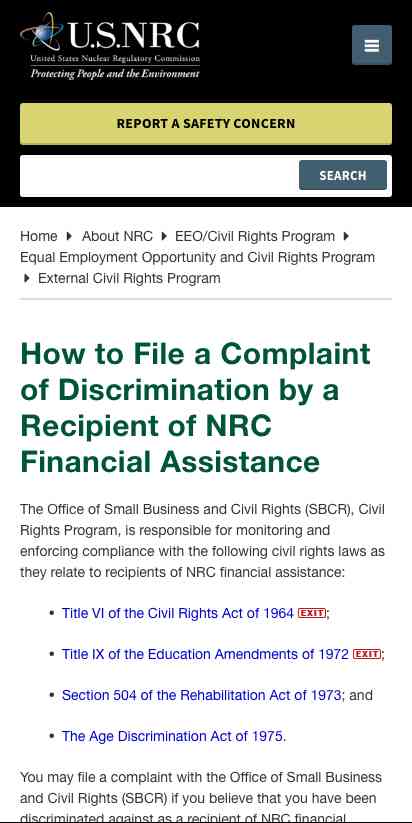 U.S.NRC
United States Nuclear Regulatory Commission
Protecting People and the Environment
REPORT A SAFETY CONCERN
SEARCH
Home About NRC EEO/Civil Rights Program
Equal Employment Opportunity and Civil Rights Program
External Civil Rights Program
How to File a Complaint
of Discrimination by a
Recipient of NRC
Financial Assistance
The Office of Small Business and Civil Rights (SBCR), Civil
Rights Program, is responsible for monitoring and
enforcing compliance with the following civil rights laws as
they relate to recipients of NRC financial assistance:
• Title VI of the Civil Rights Act of 1964 EXIT;
• Title IX of the Education Amendments of 1972 EXIT;
• Section 504 of the Rehabilitation Act of 1973; and
• The Age Discrimination Act of 1975.
You may file a complaint with the Office of Small Business
and Civil Rights (SBCR) if you believe that you have been
discriminated against as a recipient of NRC financial